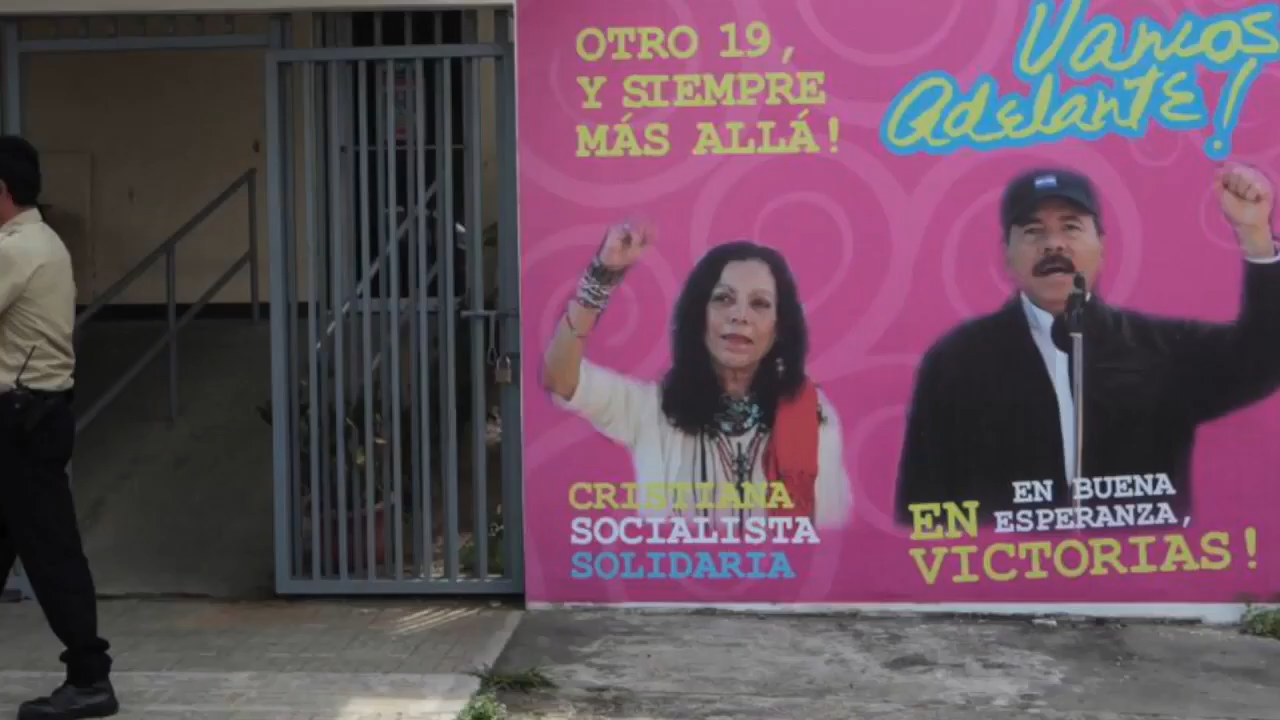 OTRO 19,
Y SIEMPRE
MÁS ALLÁ!
Vamos
Adelante!
CRISTIANA
SOCIALISTA
SOLIDARIA
EN BUENA
EN ESPERANZA,
VICTORIAS!